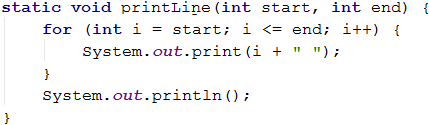 static void printLine(int start, int end) {
    for (int i = start; i <= end; i++) {
        System.out.print(i + " ");
    }
    System.out.println();
}